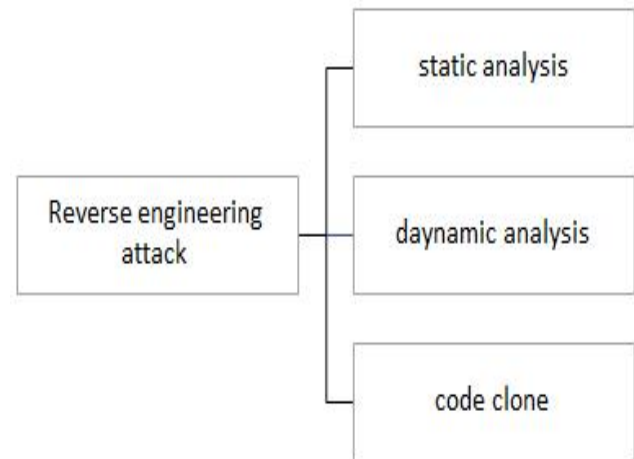 static analysis
Reverse engineering
attack
daynamic analysis
code clone